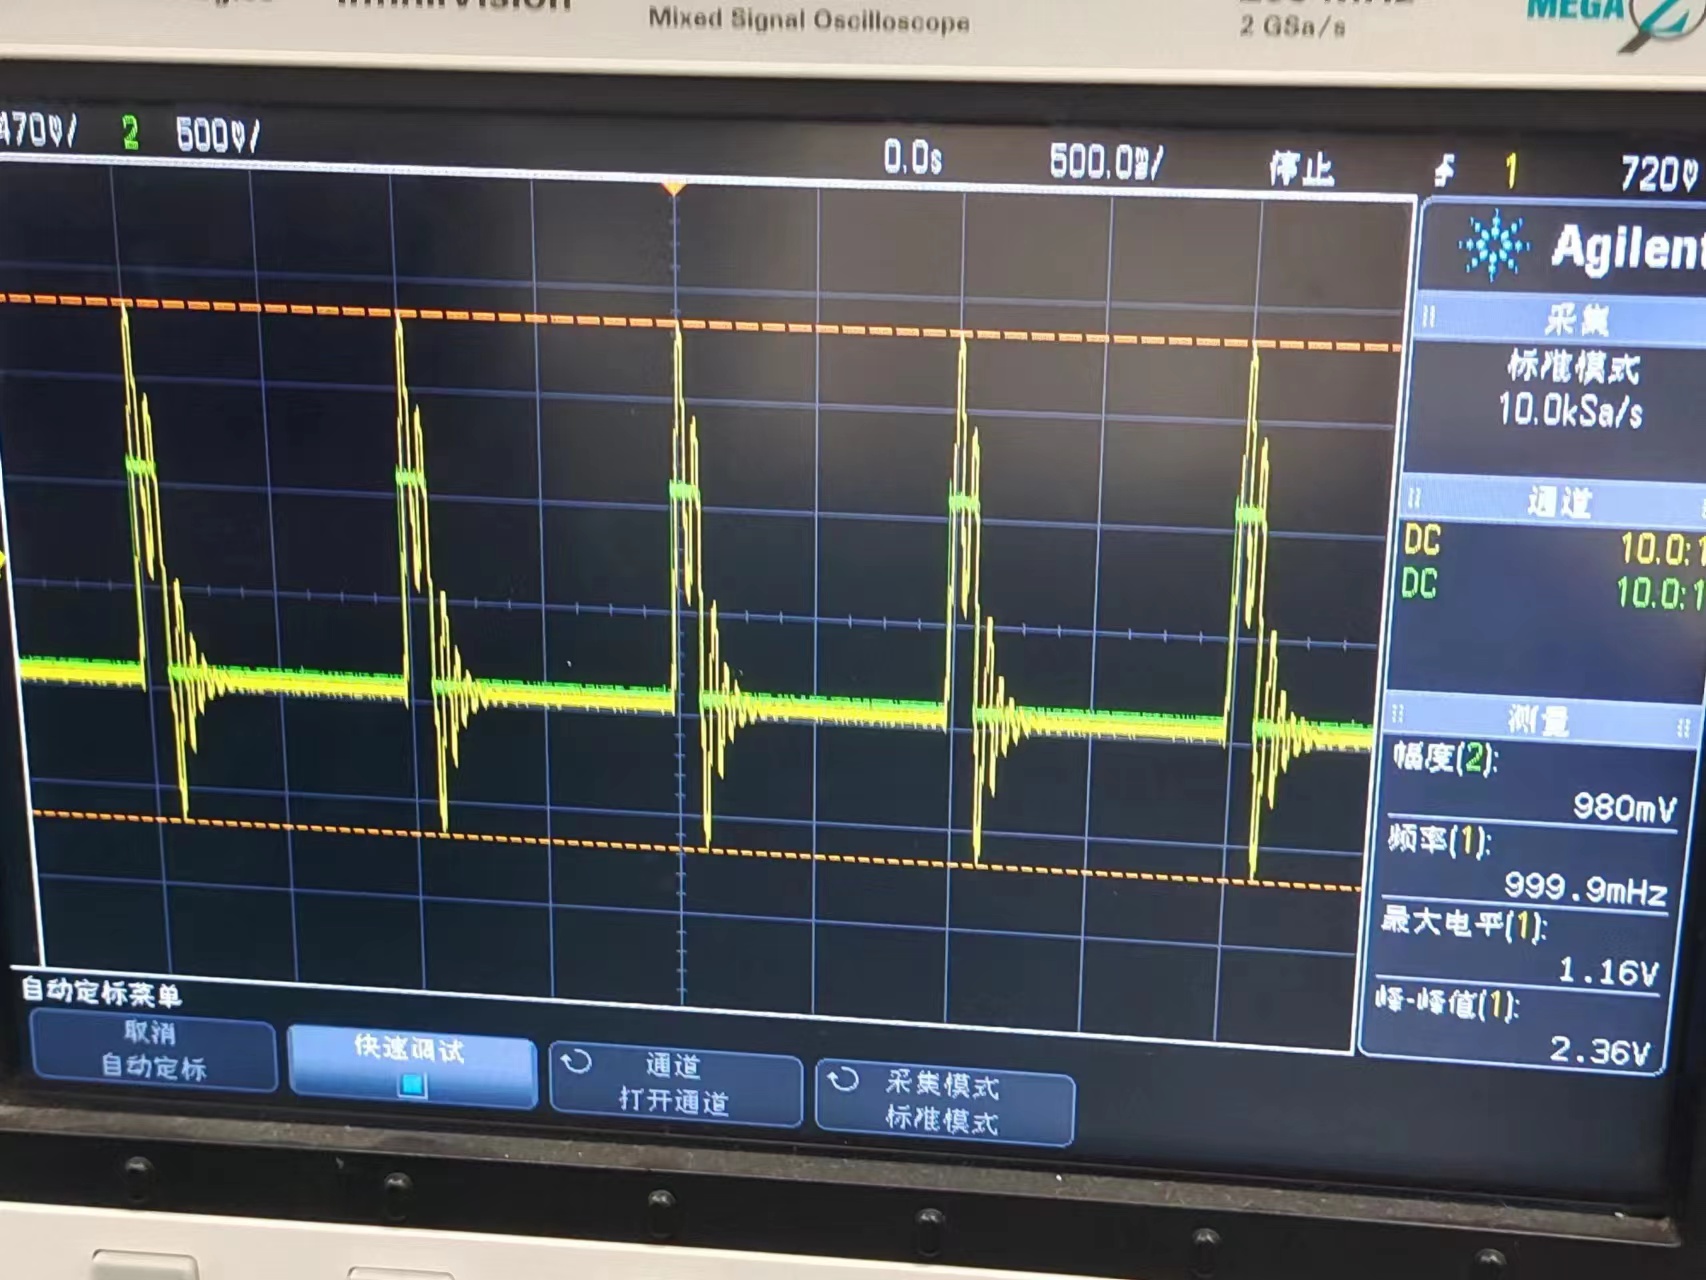 Mixed Signal Oscilloscope
2 GSa/s
MEGA
470V/ 2 500V/ 0.0s 500.0ms/ 停止 1 720V
Agilent
采集
标准模式
10.0kSa/s
通道
DC 10.0:1
DC 10.0:1
测量
幅度(2):
980mV
频率(1):
999.9mHz
最大电平(1):
1.16V
峰-峰值(1):
2.36V
自动定标菜单
取消
自动定标
快速调试
通道
打开通道
采集模式
标准模式